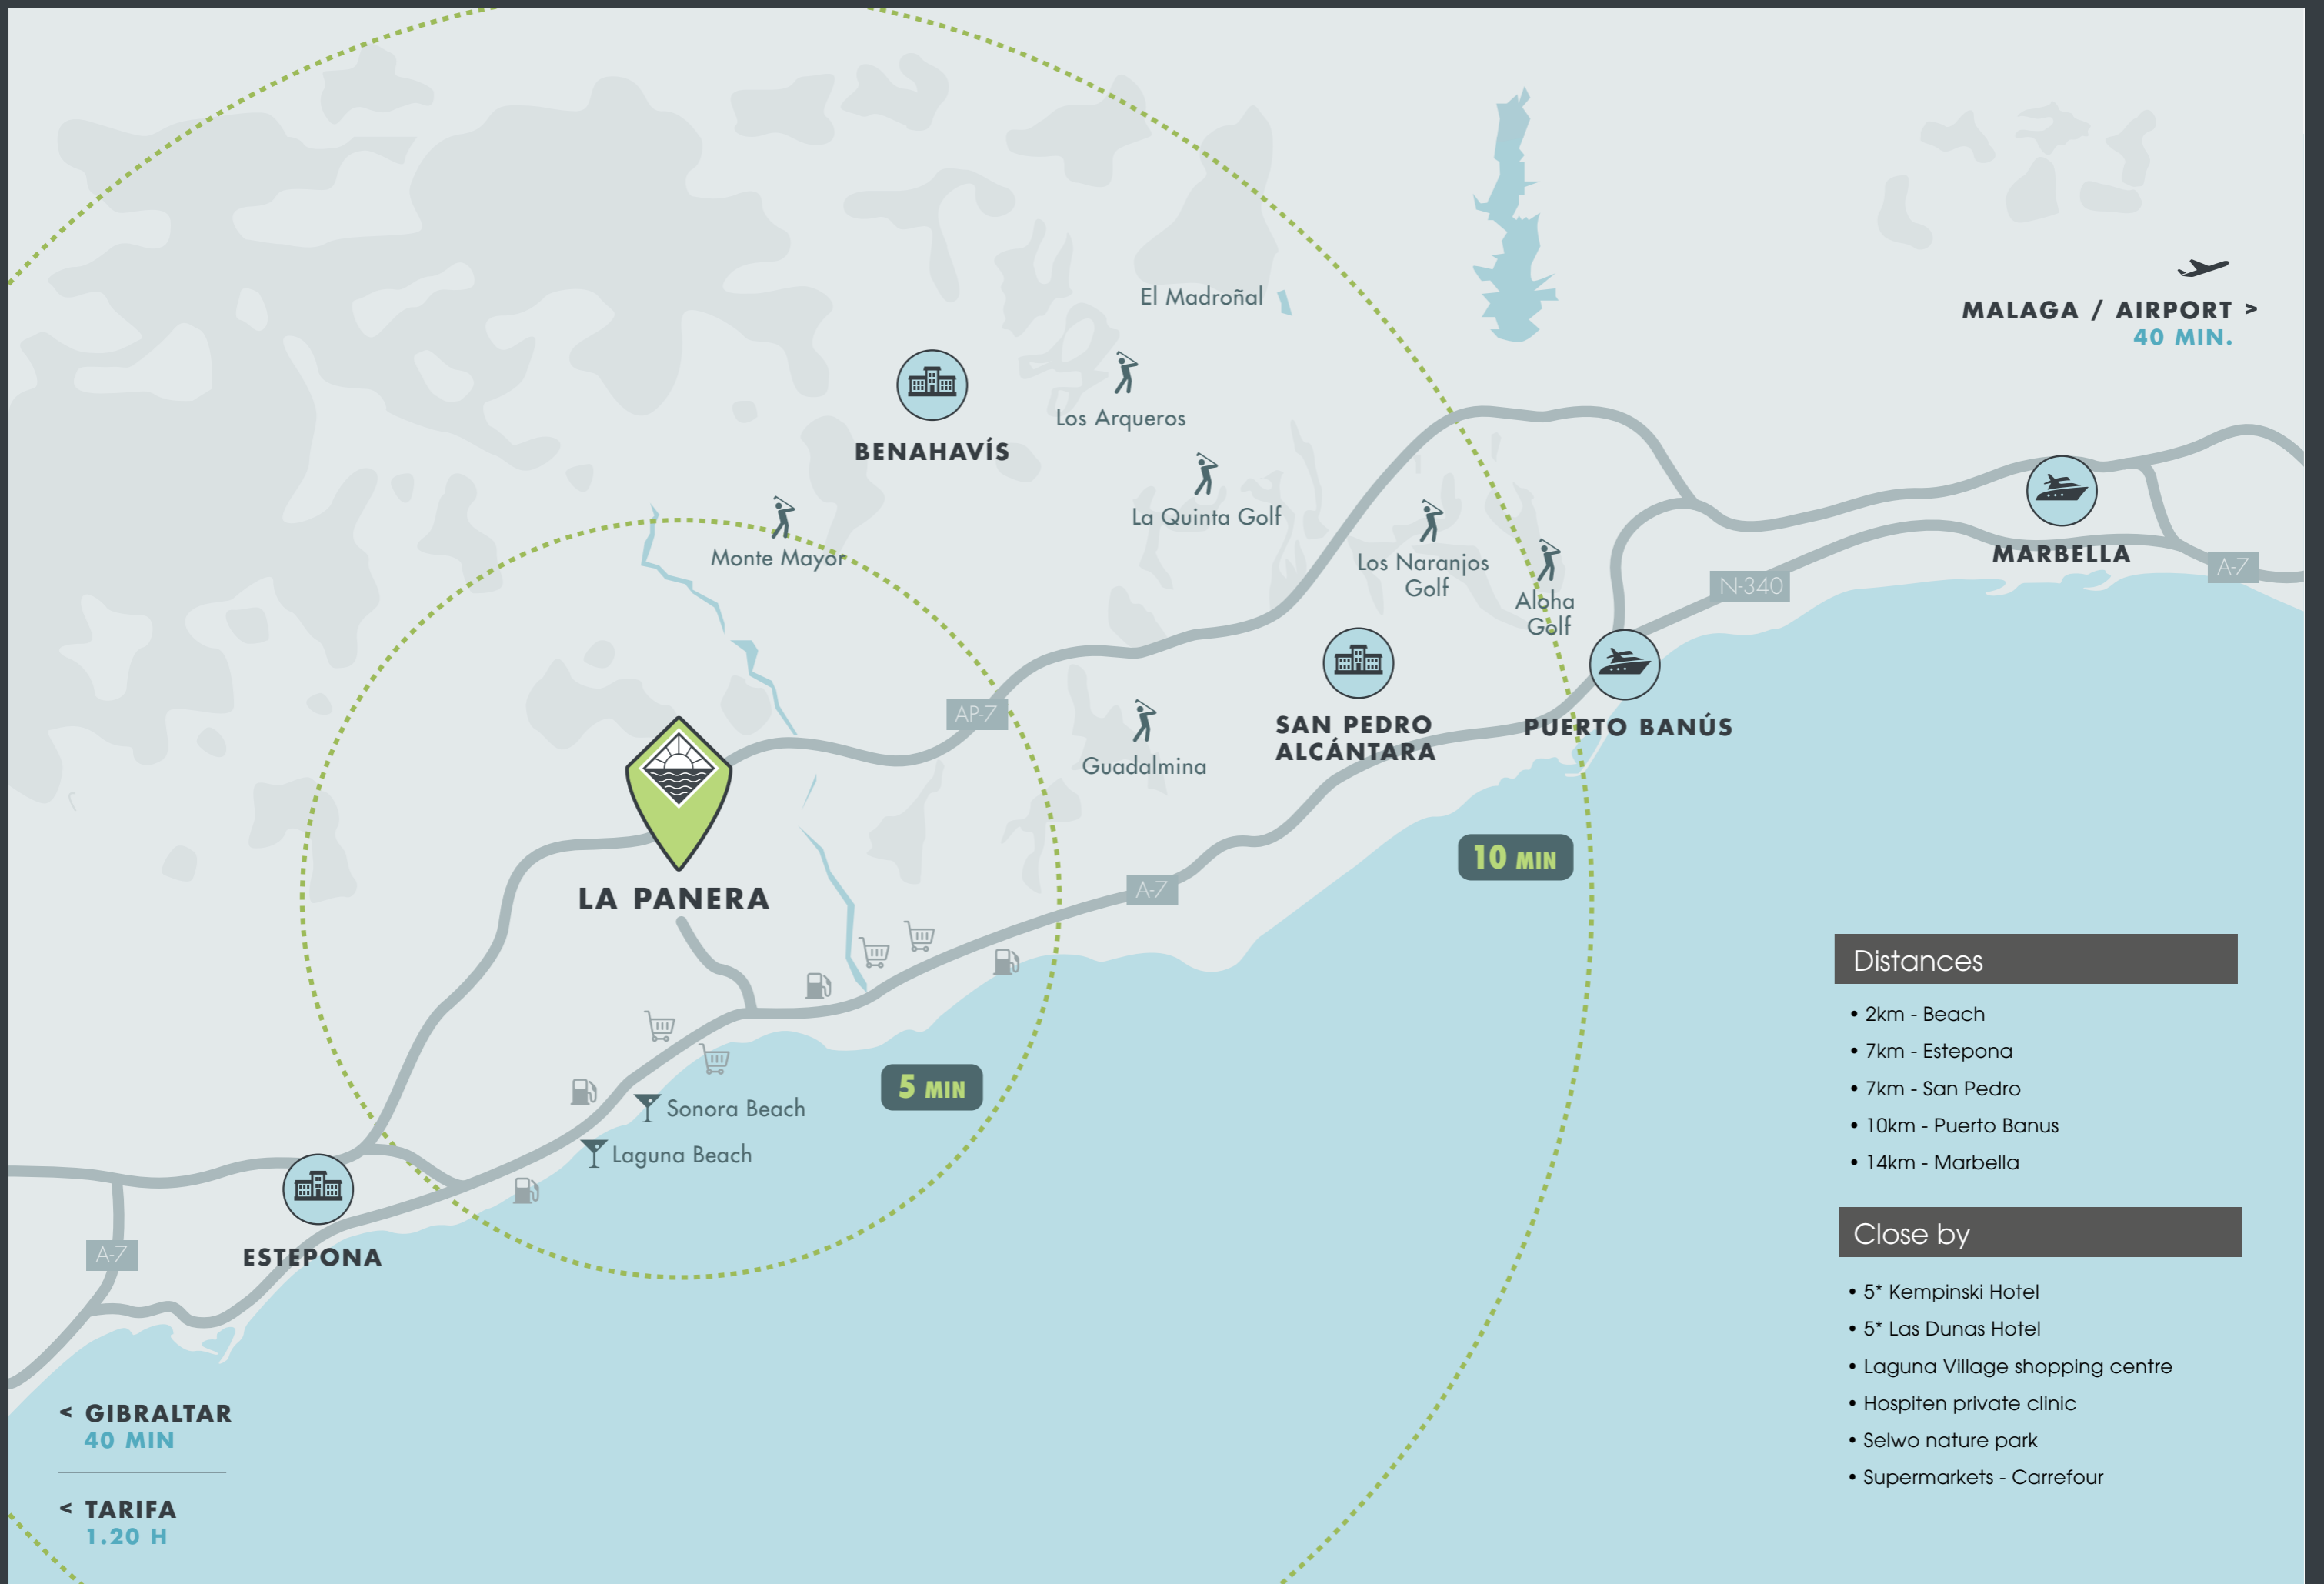 El Madroñal
MALAGA / AIRPORT >
40 MIN.
Los Arqueros
BENAHAVÍS
La Quinta Golf
Monte Mayor
Los Naranjos
Golf
Aloha
Golf
MARBELLA
A-7
N-340
AP-7
SAN PEDRO
ALCÁNTARA
PUERTO BANÚS
Guadalmina
10 MIN
LA PANERA
A-7
5 MIN
Sonora Beach
Laguna Beach
ESTEPONA
A-7
< GIBRALTAR
40 MIN
< TARIFA
1.20 H
Distances
• 2km - Beach
• 7km - Estepona
• 7km - San Pedro
• 10km - Puerto Banus
• 14km - Marbella
Close by
• 5* Kempinski Hotel
• 5* Las Dunas Hotel
• Laguna Village shopping centre
• Hospiten private clinic
• Selwo nature park
• Supermarkets - Carrefour